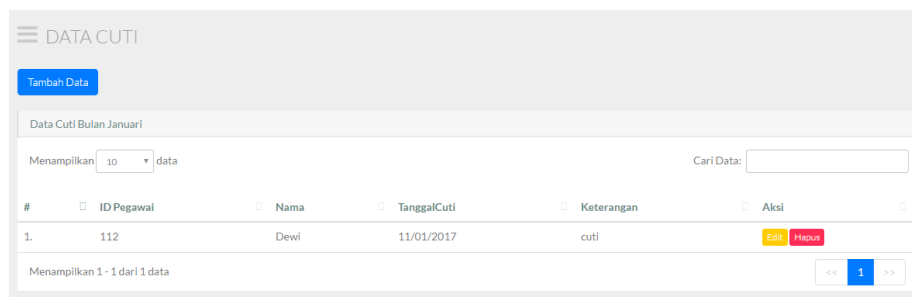 DATA CUTI
Tambah Data
Data Cuti Bulan Januari
Menampilkan 10 data Cari Data:
# ID Pegawai Nama TanggalCuti Keterangan Aksi
1. 112 Dewi 11/01/2017 cuti Edit Hapus
Menampilkan 1 - 1 dari 1 data << 1 >>